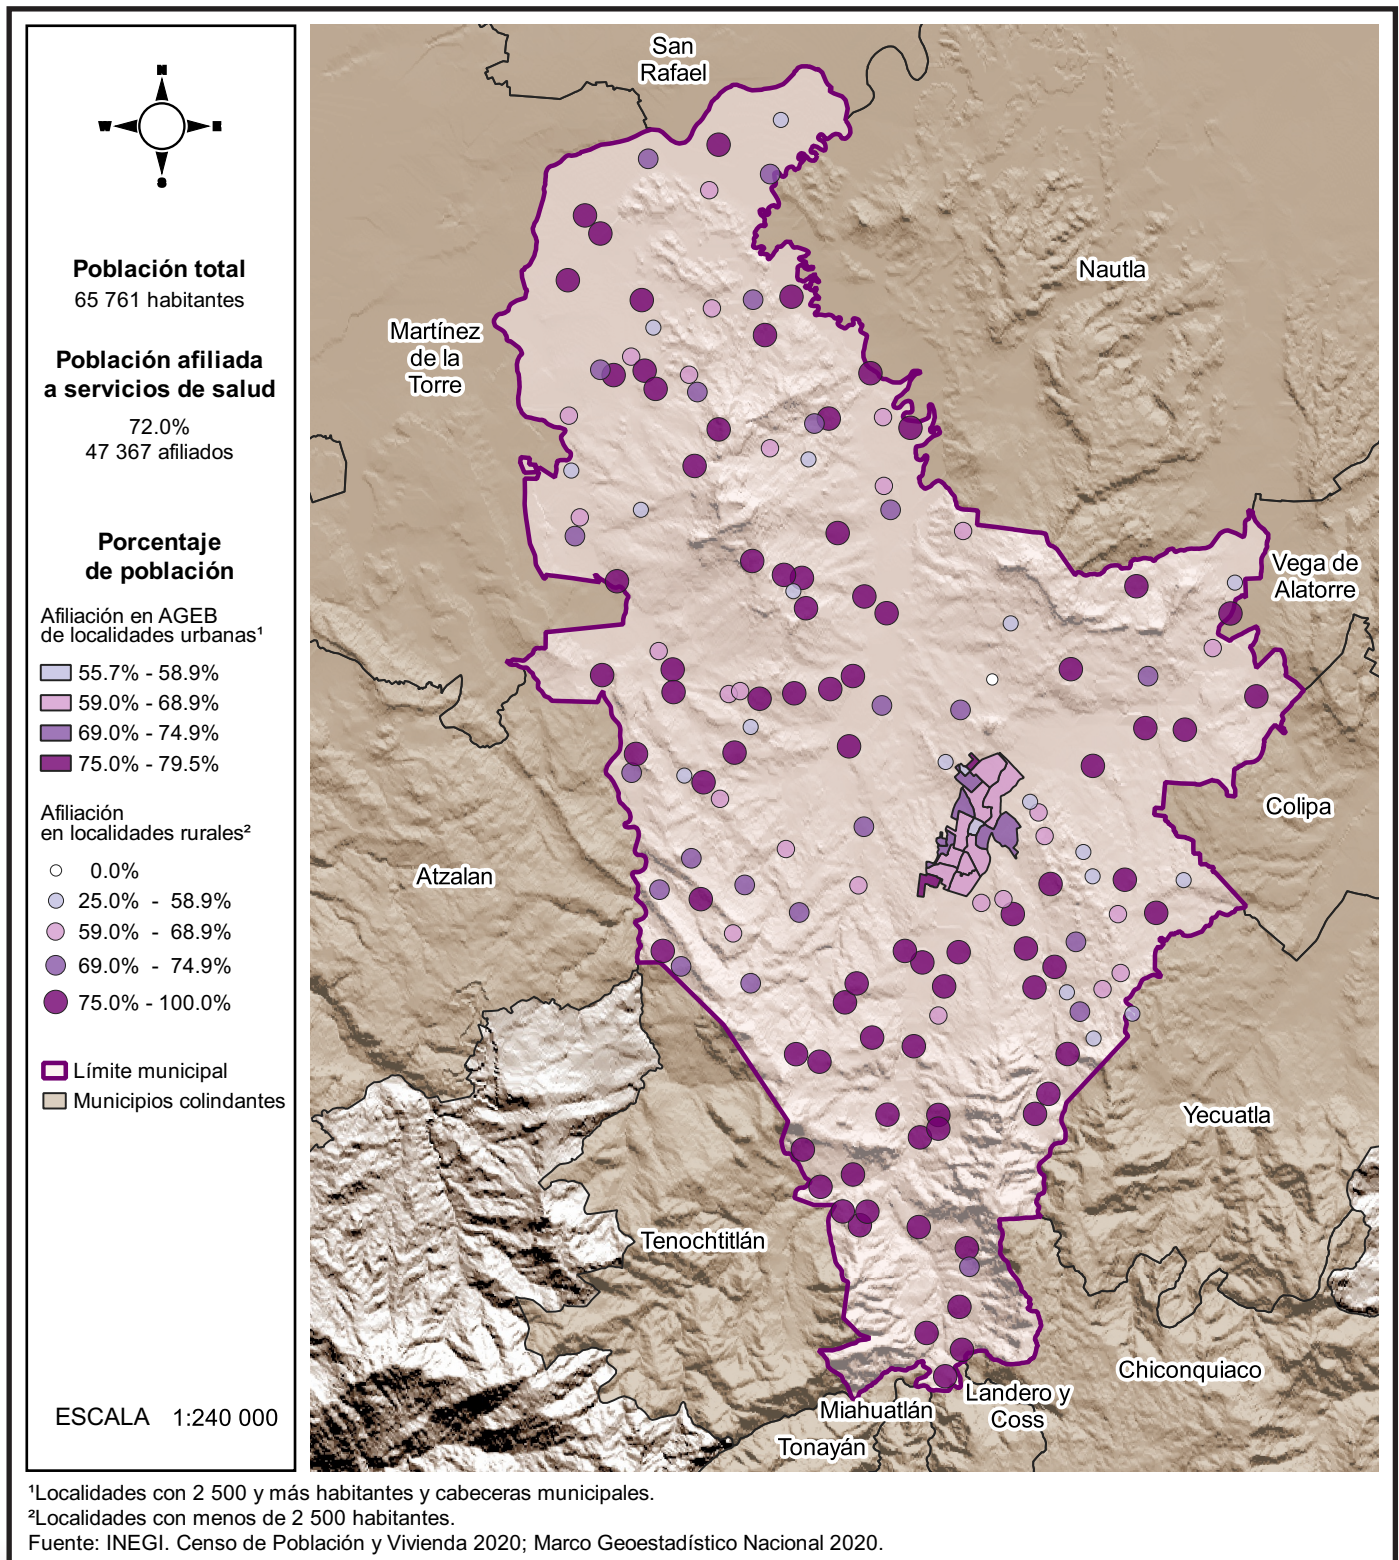 N
W
E
S
Población total
65 761 habitantes
Población afiliada
a servicios de salud
72.0%
47 367 afiliados
Porcentaje
de población
Afiliación en AGEB
de localidades urbanas¹
55.7% - 58.9%
59.0% - 68.9%
69.0% - 74.9%
75.0% - 79.5%
Afiliación
en localidades rurales²
0.0%
25.0% - 58.9%
59.0% - 68.9%
69.0% - 74.9%
75.0% - 100.0%
Límite municipal
Municipios colindantes
ESCALA 1:240 000
San
Rafael
Nautla
Martínez
de la
Torre
Vega de
Alatorre
Colipa
Atzalan
Yecuatla
Tenochtitlán
Chiconquiaco
Landero y
Coss
Miahuatlán
Tonayán
¹Localidades con 2 500 y más habitantes y cabeceras municipales.
²Localidades con menos de 2 500 habitantes.
Fuente: INEGI. Censo de Población y Vivienda 2020; Marco Geoestadístico Nacional 2020.